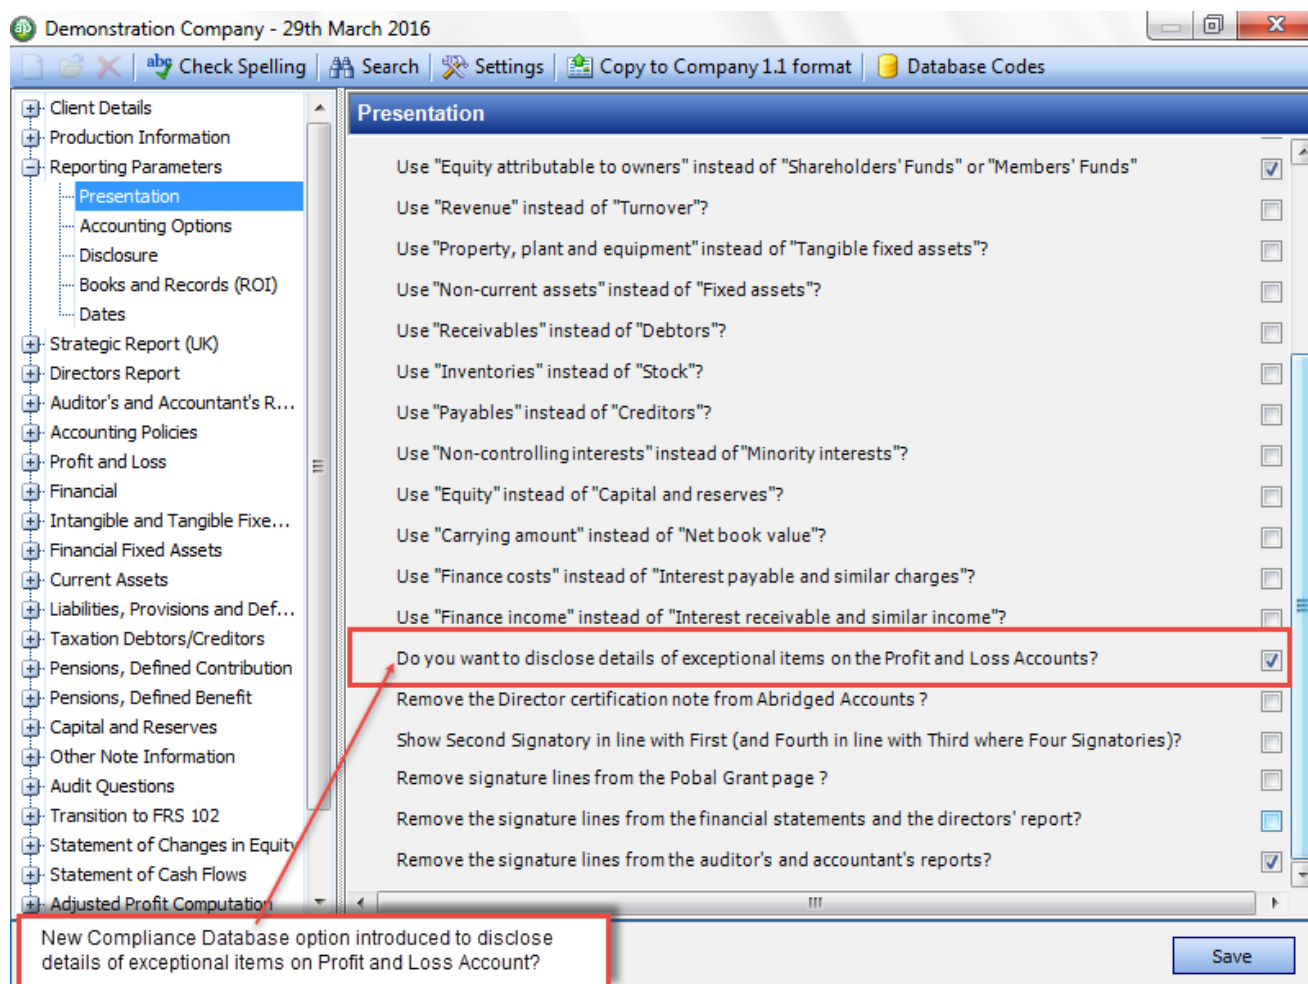 Demonstration Company - 29th March 2016
abc Check Spelling Search Settings Copy to Company 1.1 format Database Codes
Client Details
Production Information
Reporting Parameters
Presentation
Accounting Options
Disclosure
Books and Records (ROI)
Dates
Strategic Report (UK)
Directors Report
Auditor's and Accountant's R...
Accounting Policies
Profit and Loss
Financial
Intangible and Tangible Fixe...
Financial Fixed Assets
Current Assets
Liabilities, Provisions and Def...
Taxation Debtors/Creditors
Pensions, Defined Contribution
Pensions, Defined Benefit
Capital and Reserves
Other Note Information
Audit Questions
Transition to FRS 102
Statement of Changes in Equity
Statement of Cash Flows
Adjusted Profit Computation
Presentation
Use "Equity attributable to owners" instead of "Shareholders' Funds" or "Members' Funds"
Use "Revenue" instead of "Turnover"?
Use "Property, plant and equipment" instead of "Tangible fixed assets"?
Use "Non-current assets" instead of "Fixed assets"?
Use "Receivables" instead of "Debtors"?
Use "Inventories" instead of "Stock"?
Use "Payables" instead of "Creditors"?
Use "Non-controlling interests" instead of "Minority interests"?
Use "Equity" instead of "Capital and reserves"?
Use "Carrying amount" instead of "Net book value"?
Use "Finance costs" instead of "Interest payable and similar charges"?
Use "Finance income" instead of "Interest receivable and similar income"?
Do you want to disclose details of exceptional items on the Profit and Loss Accounts?
Remove the Director certification note from Abridged Accounts ?
Show Second Signatory in line with First (and Fourth in line with Third where Four Signatories)?
Remove signature lines from the Pobal Grant page ?
Remove the signature lines from the financial statements and the directors' report?
Remove the signature lines from the auditor's and accountant's reports?
New Compliance Database option introduced to disclose
details of exceptional items on Profit and Loss Account?
Save